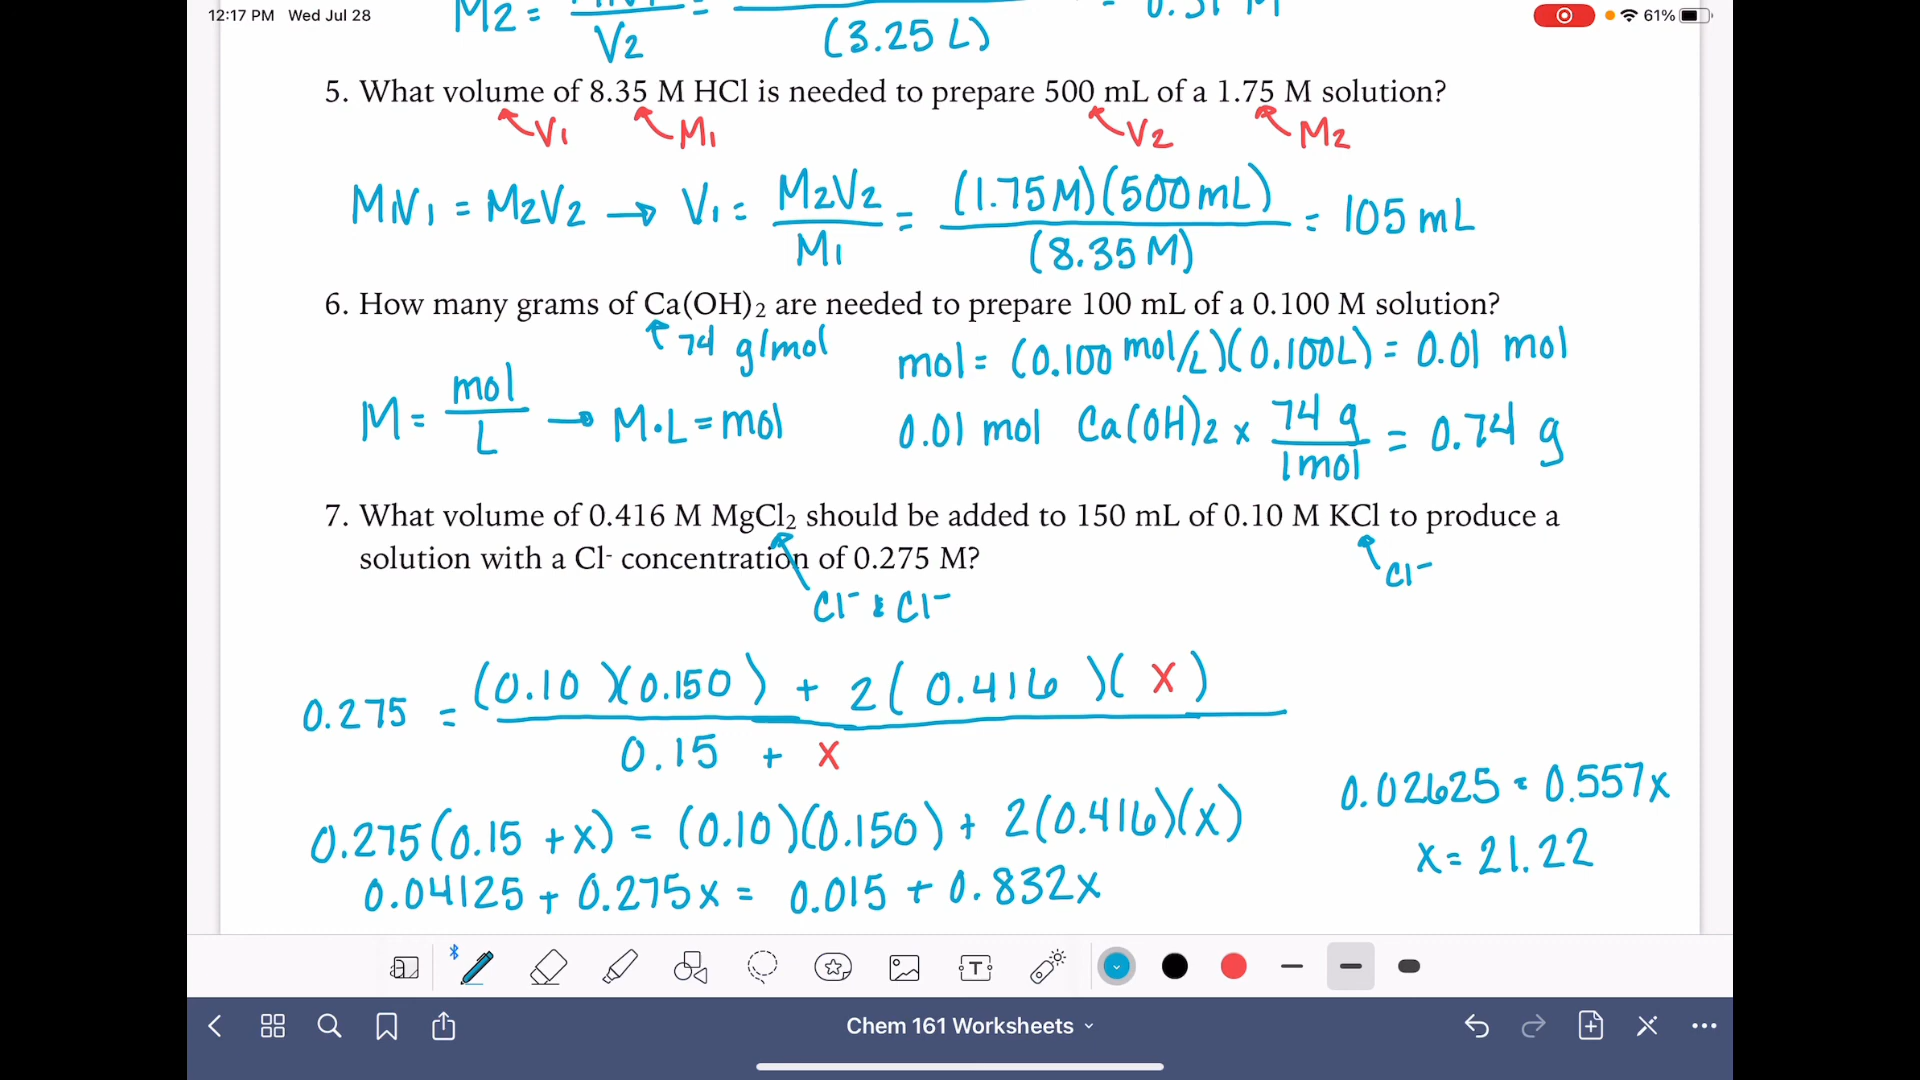 12:17 PM Wed Jul 28
61%
M2 =
V2
=
(3.25 L)
5. What volume of 8.35 M HCl is needed to prepare 500 mL of a 1.75 M solution?
V1
M1
V2
M2
M1V1 = M2V2 → V1 = M2V2 / M1 = (1.75M)(500mL) / (8.35M) = 105 mL
6. How many grams of Ca(OH)₂ are needed to prepare 100 mL of a 0.100 M solution?
74 g/mol
mol = (0.100 mol/L)(0.100L) = 0.01 mol
M = mol / L → M·L = mol
0.01 mol Ca(OH)2 x 74 g / 1mol = 0.74 g
7. What volume of 0.416 M MgCl₂ should be added to 150 mL of 0.10 M KCl to produce a
solution with a Cl⁻ concentration of 0.275 M?
Cl⁻
Cl⁻ & Cl⁻
0.275 = (0.10)(0.150) + 2(0.416)(x)
0.15 + x
0.275(0.15 + x) = (0.10)(0.150) + 2(0.416)(x)
0.04125 + 0.275x = 0.015 + 0.832x
0.02625 = 0.557x
x = 21.22
Chem 161 Worksheets